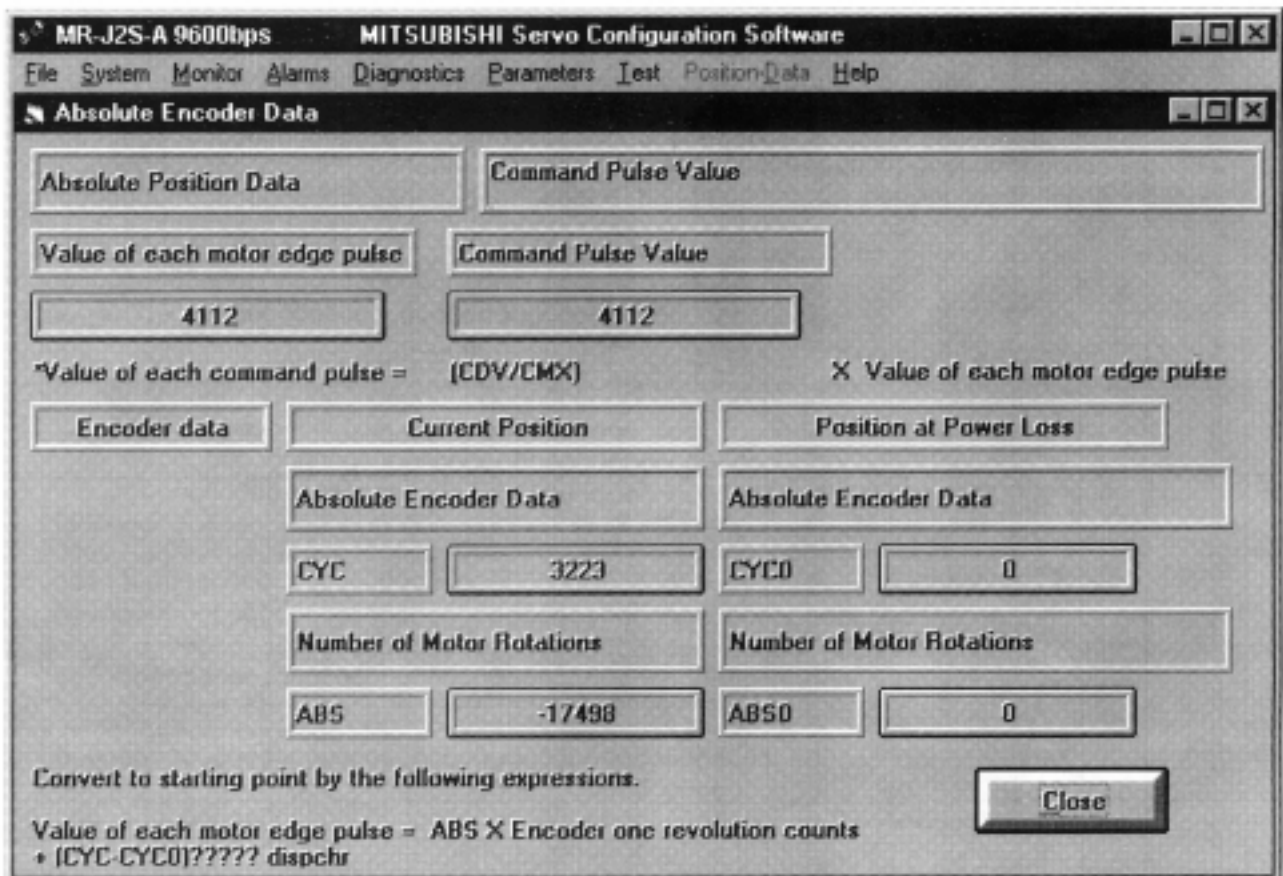 MR-J2S-A 9600bps MITSUBISHI Servo Configuration Software
File System Monitor Alarms Diagnostics Parameters Test Position-Data Help
Absolute Encoder Data
Absolute Position Data Command Pulse Value
Value of each motor edge pulse Command Pulse Value
4112 4112
*Value of each command pulse = (CDV/CMX) X Value of each motor edge pulse
Encoder data Current Position Position at Power Loss
Absolute Encoder Data Absolute Encoder Data
CYC 3223 CYC0 0
Number of Motor Rotations Number of Motor Rotations
ABS -17498 ABS0 0
Convert to starting point by the following expressions.
Close
Value of each motor edge pulse = ABS X Encoder one revolution counts
+ (CYC-CYC0)????? dispchr